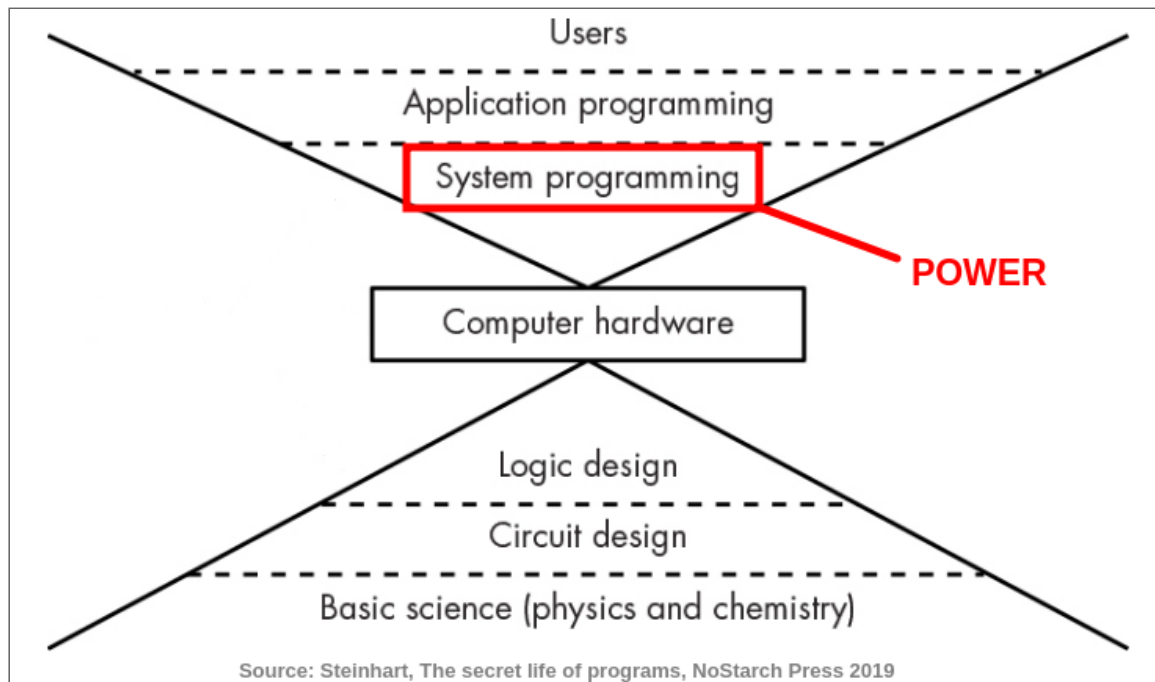 Users
Application programming
System programming
POWER
Computer hardware
Logic design
Circuit design
Basic science (physics and chemistry)
Source: Steinhart, The secret life of programs, NoStarch Press 2019